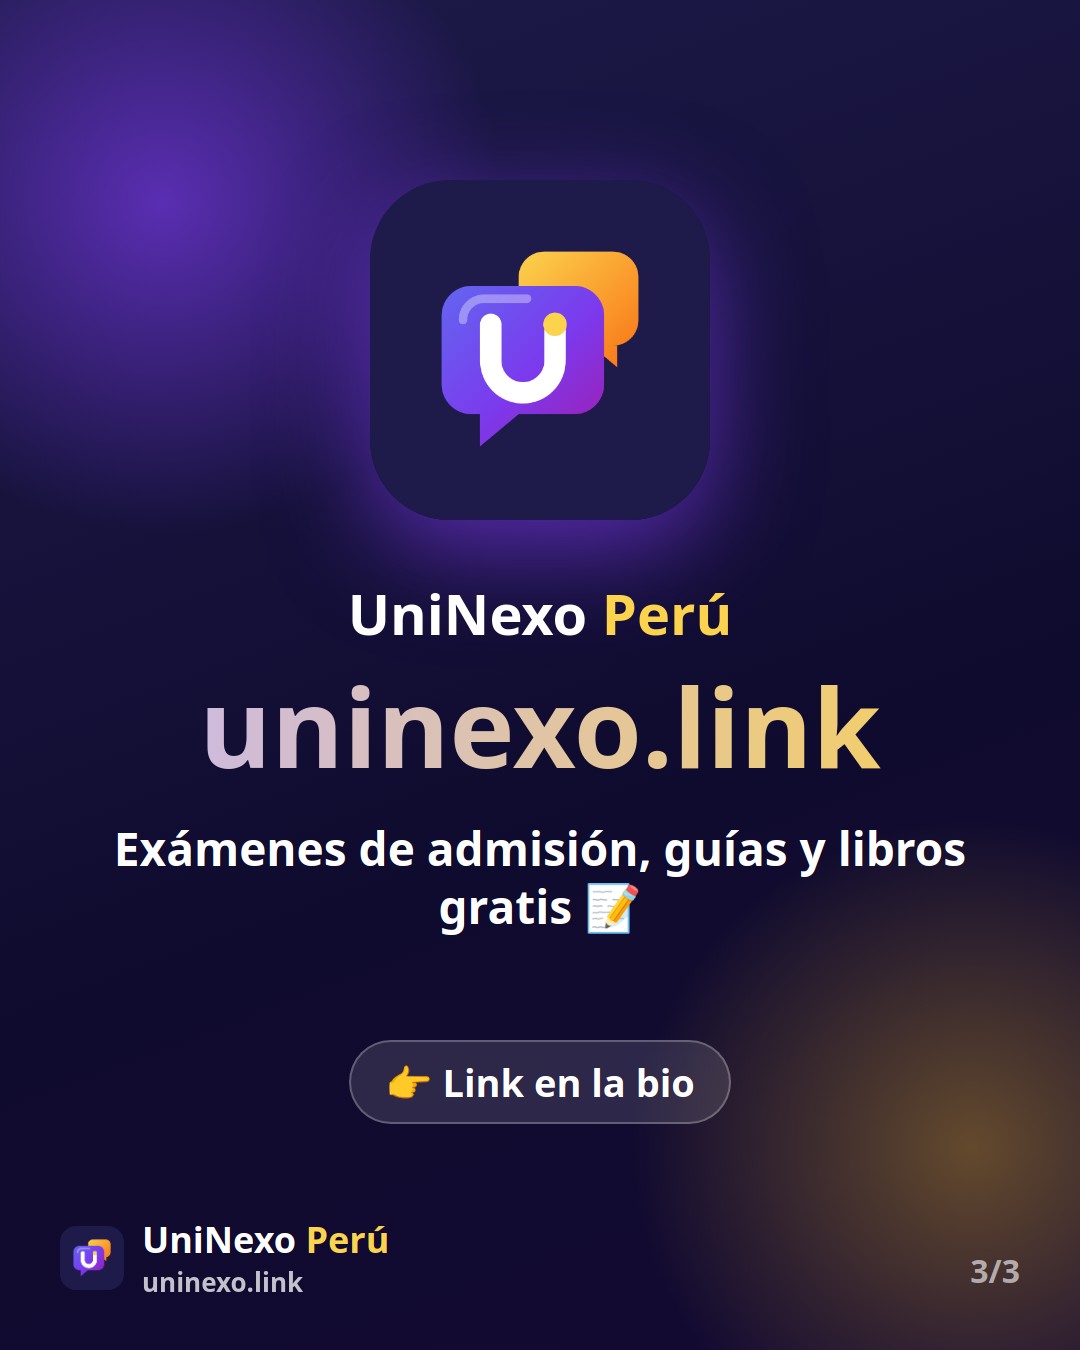 U
UniNexo Perú
uninexo.link
Exámenes de admisión, guías y libros
gratis 📝
👉 Link en la bio
U
UniNexo Perú
uninexo.link
3/3